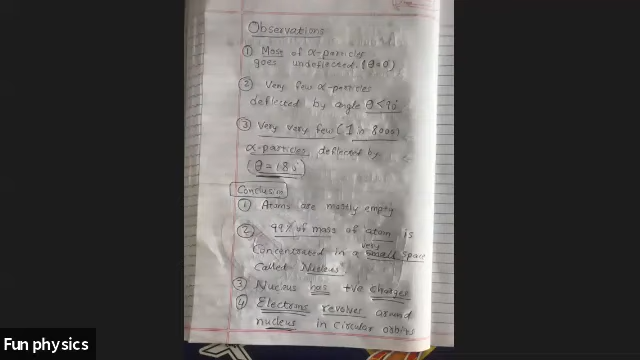 Observations
① Mass of α-particles
goes undeflected (θ=0)
② Very few α-particles
deflected by angle θ<90°
③ Very very few (1 in 8000)
α-particles deflected by
(θ=180°)
Conclusion
① Atoms are mostly empty
② 99% of mass of atom is
very
concentrated in a small space
called Nucleus
③ Nucleus has +ve charges
④ Electrons revolves around
nucleus in circular orbits
Fun physics